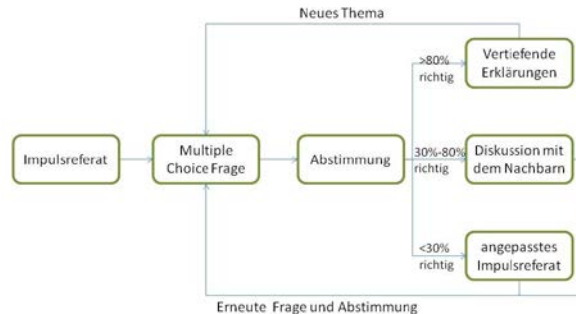 Neues Thema
>80%
richtig
Vertiefende
Erklärungen
Impulsreferat
Multiple
Choice Frage
Abstimmung
30%-80%
richtig
Diskussion mit
dem Nachbarn
<30%
richtig
angepasstes
Impulsreferat
Erneute Frage und Abstimmung